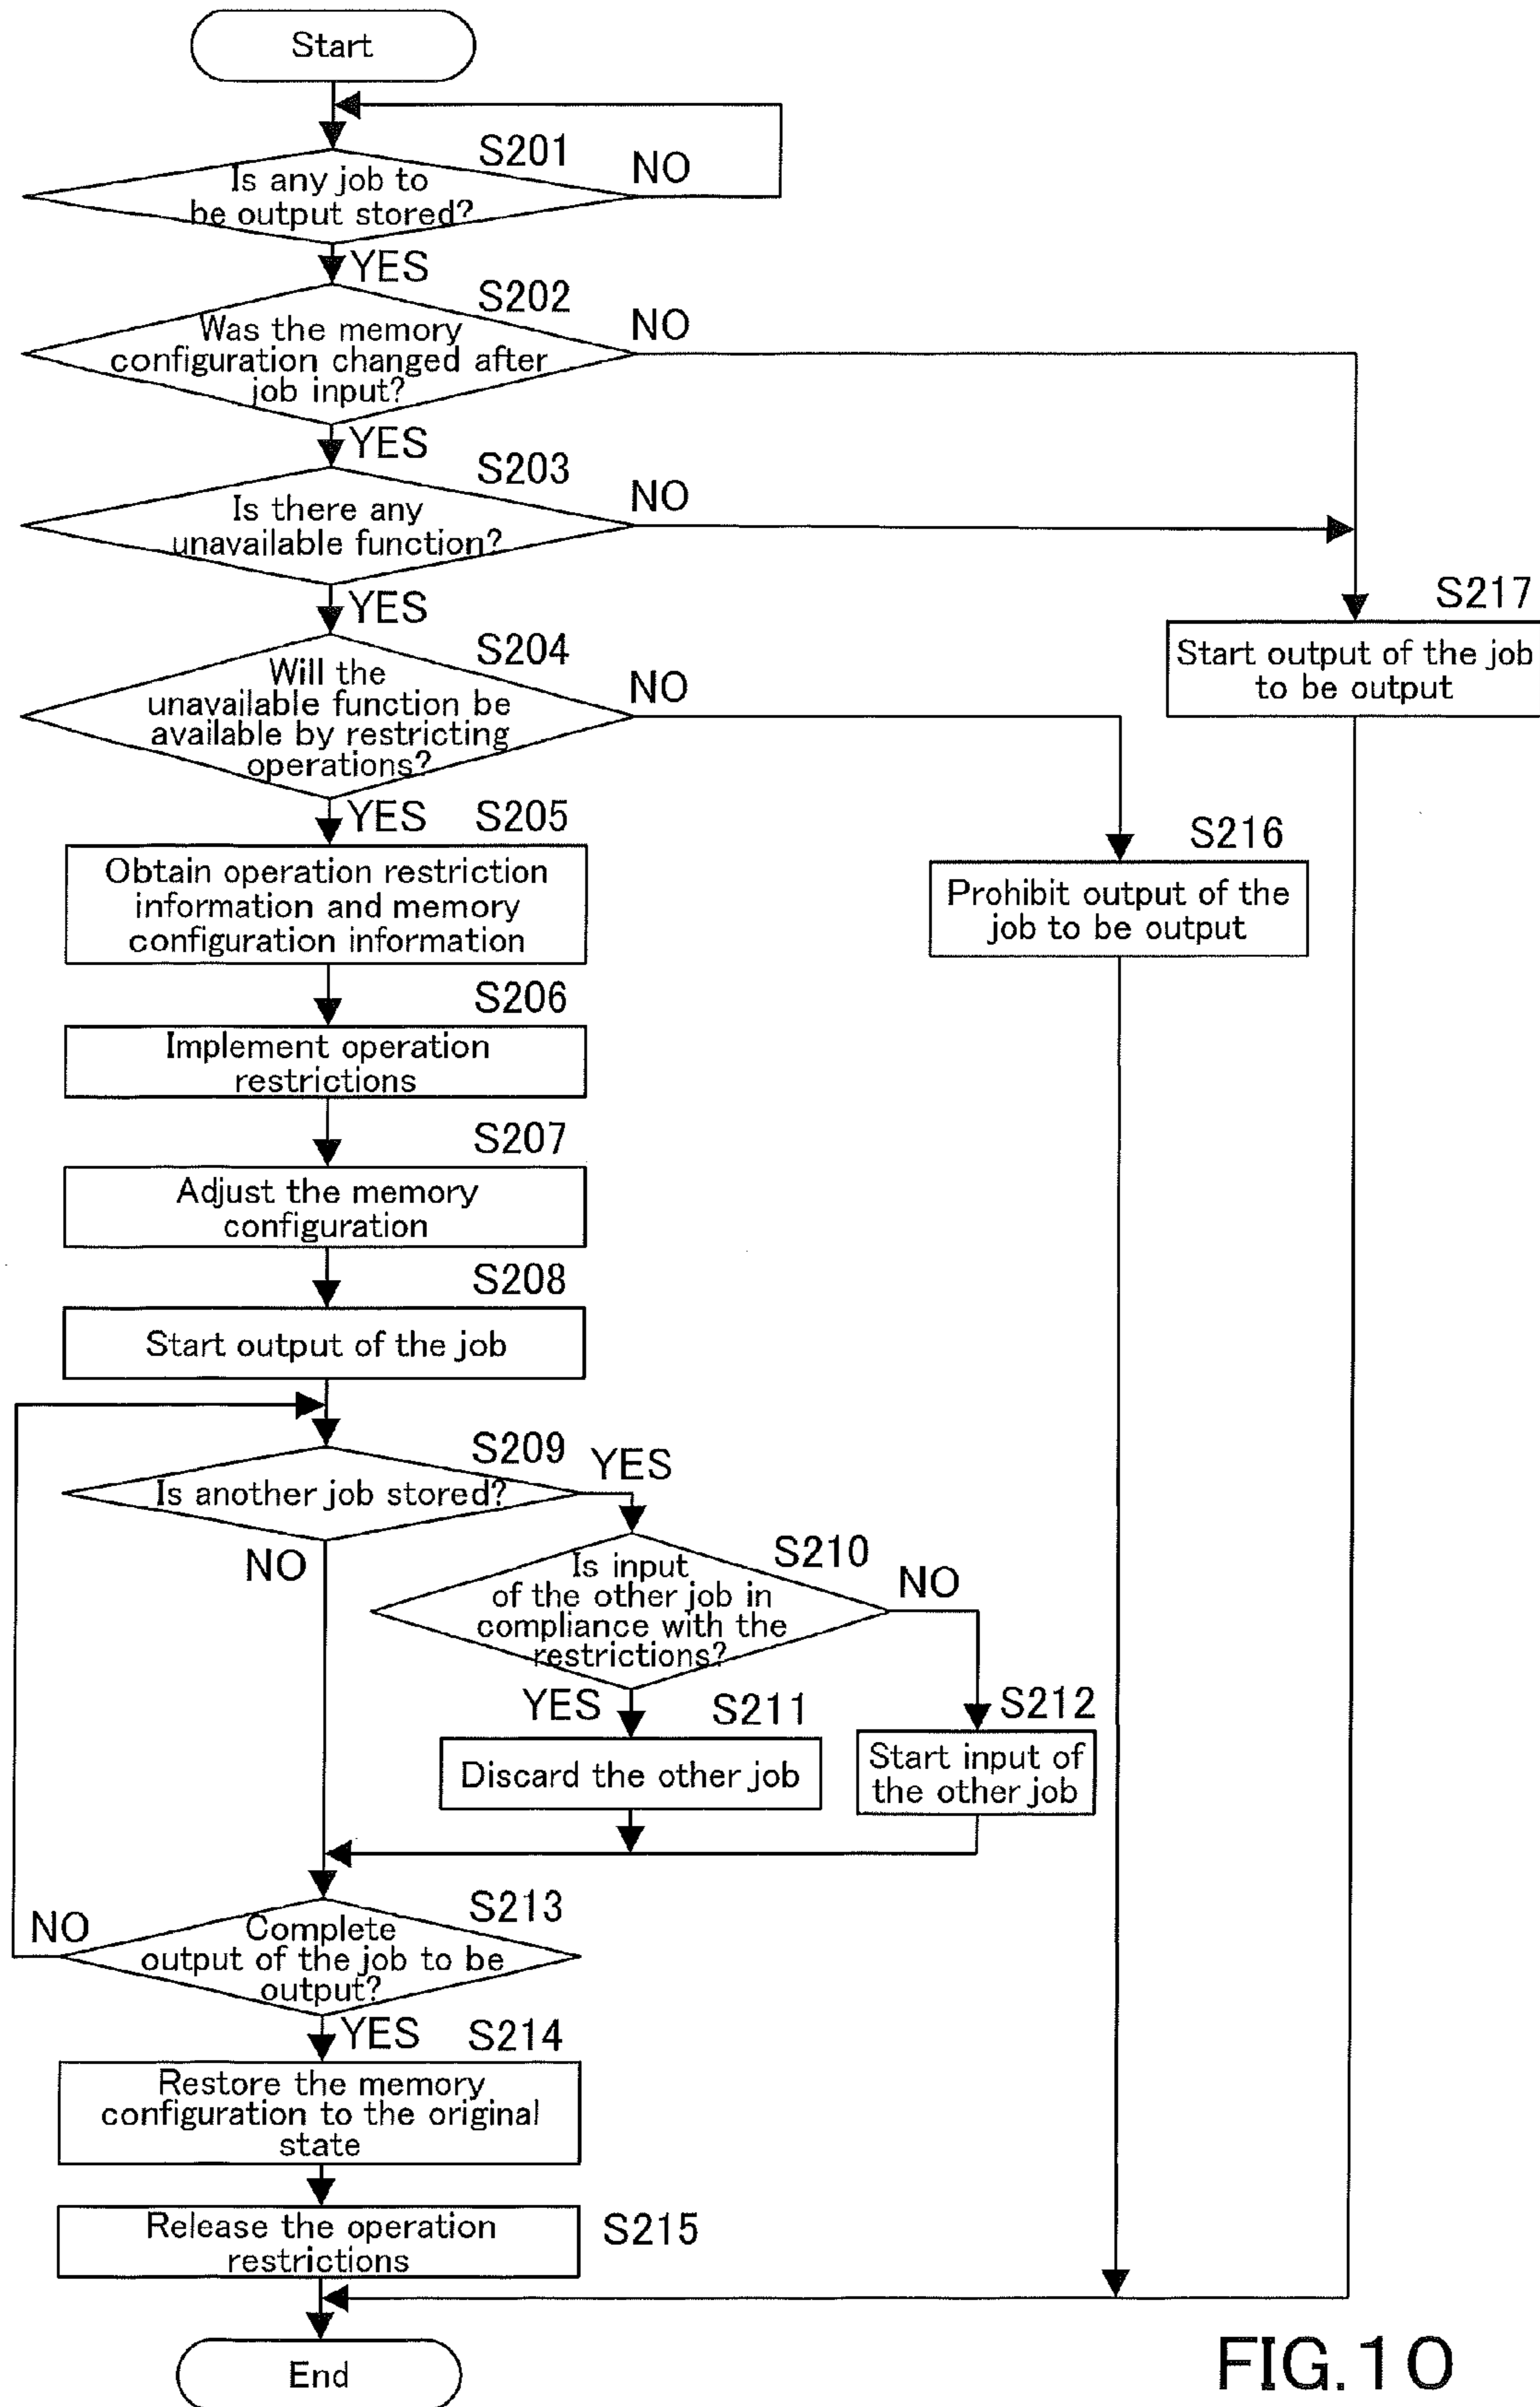 Start
S201
Is any job to
be output stored?
NO
YES
S202
Was the memory
configuration changed after
job input?
NO
YES
S203
Is there any
unavailable function?
NO
YES
S204
Will the
unavailable function be
available by restricting
operations?
NO
S217
Start output of the job
to be output
YES
S205
Obtain operation restriction
information and memory
configuration information
S216
Prohibit output of the
job to be output
S206
Implement operation
restrictions
S207
Adjust the memory
configuration
S208
Start output of the job
S209
Is another job stored?
YES
NO
S210
Is input
of the other job in
compliance with the
restrictions?
NO
YES
S211
Discard the other job
S212
Start input of
the other job
S213
Complete
output of the job to be
output?
NO
YES
S214
Restore the memory
configuration to the original
state
S215
Release the operation
restrictions
End
FIG.10